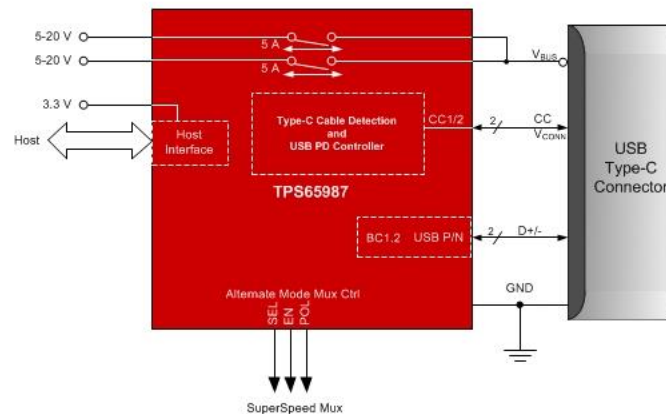 5-20 V
5 A
5-20 V
5 A
VBUS
3.3 V
Host
Host
Interface
Type-C Cable Detection
and
USB PD Controller
CC1/2
2
CC
VCONN
USB
Type-C
Connector
TPS65987
BC1,2 USB P/N
2
D+/-
Alternate Mode Mux Ctrl
SEL
EN
POL
GND
SuperSpeed Mux